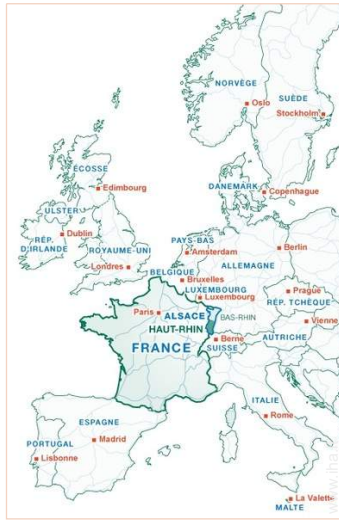 NORVÈGE
Oslo
SUÈDE
Stockholm
ÉCOSSE
Edimbourg
DANEMARK
Copenhague
ULSTER
Dublin
RÉP.
D'IRLANDE
ROYAUME-UNI
Londres
PAYS-BAS
Amsterdam
Berlin
ALLEMAGNE
BELGIQUE
Bruxelles
LUXEMBOURG
Luxembourg
Prague
RÉP. TCHÈQUE
Paris
ALSACE
BAS-RHIN
HAUT-RHIN
Vienne
Berne
SUISSE
AUTRICHE
FRANCE
ITALIE
Rome
ESPAGNE
Madrid
PORTUGAL
Lisbonne
La Valett
MALTE